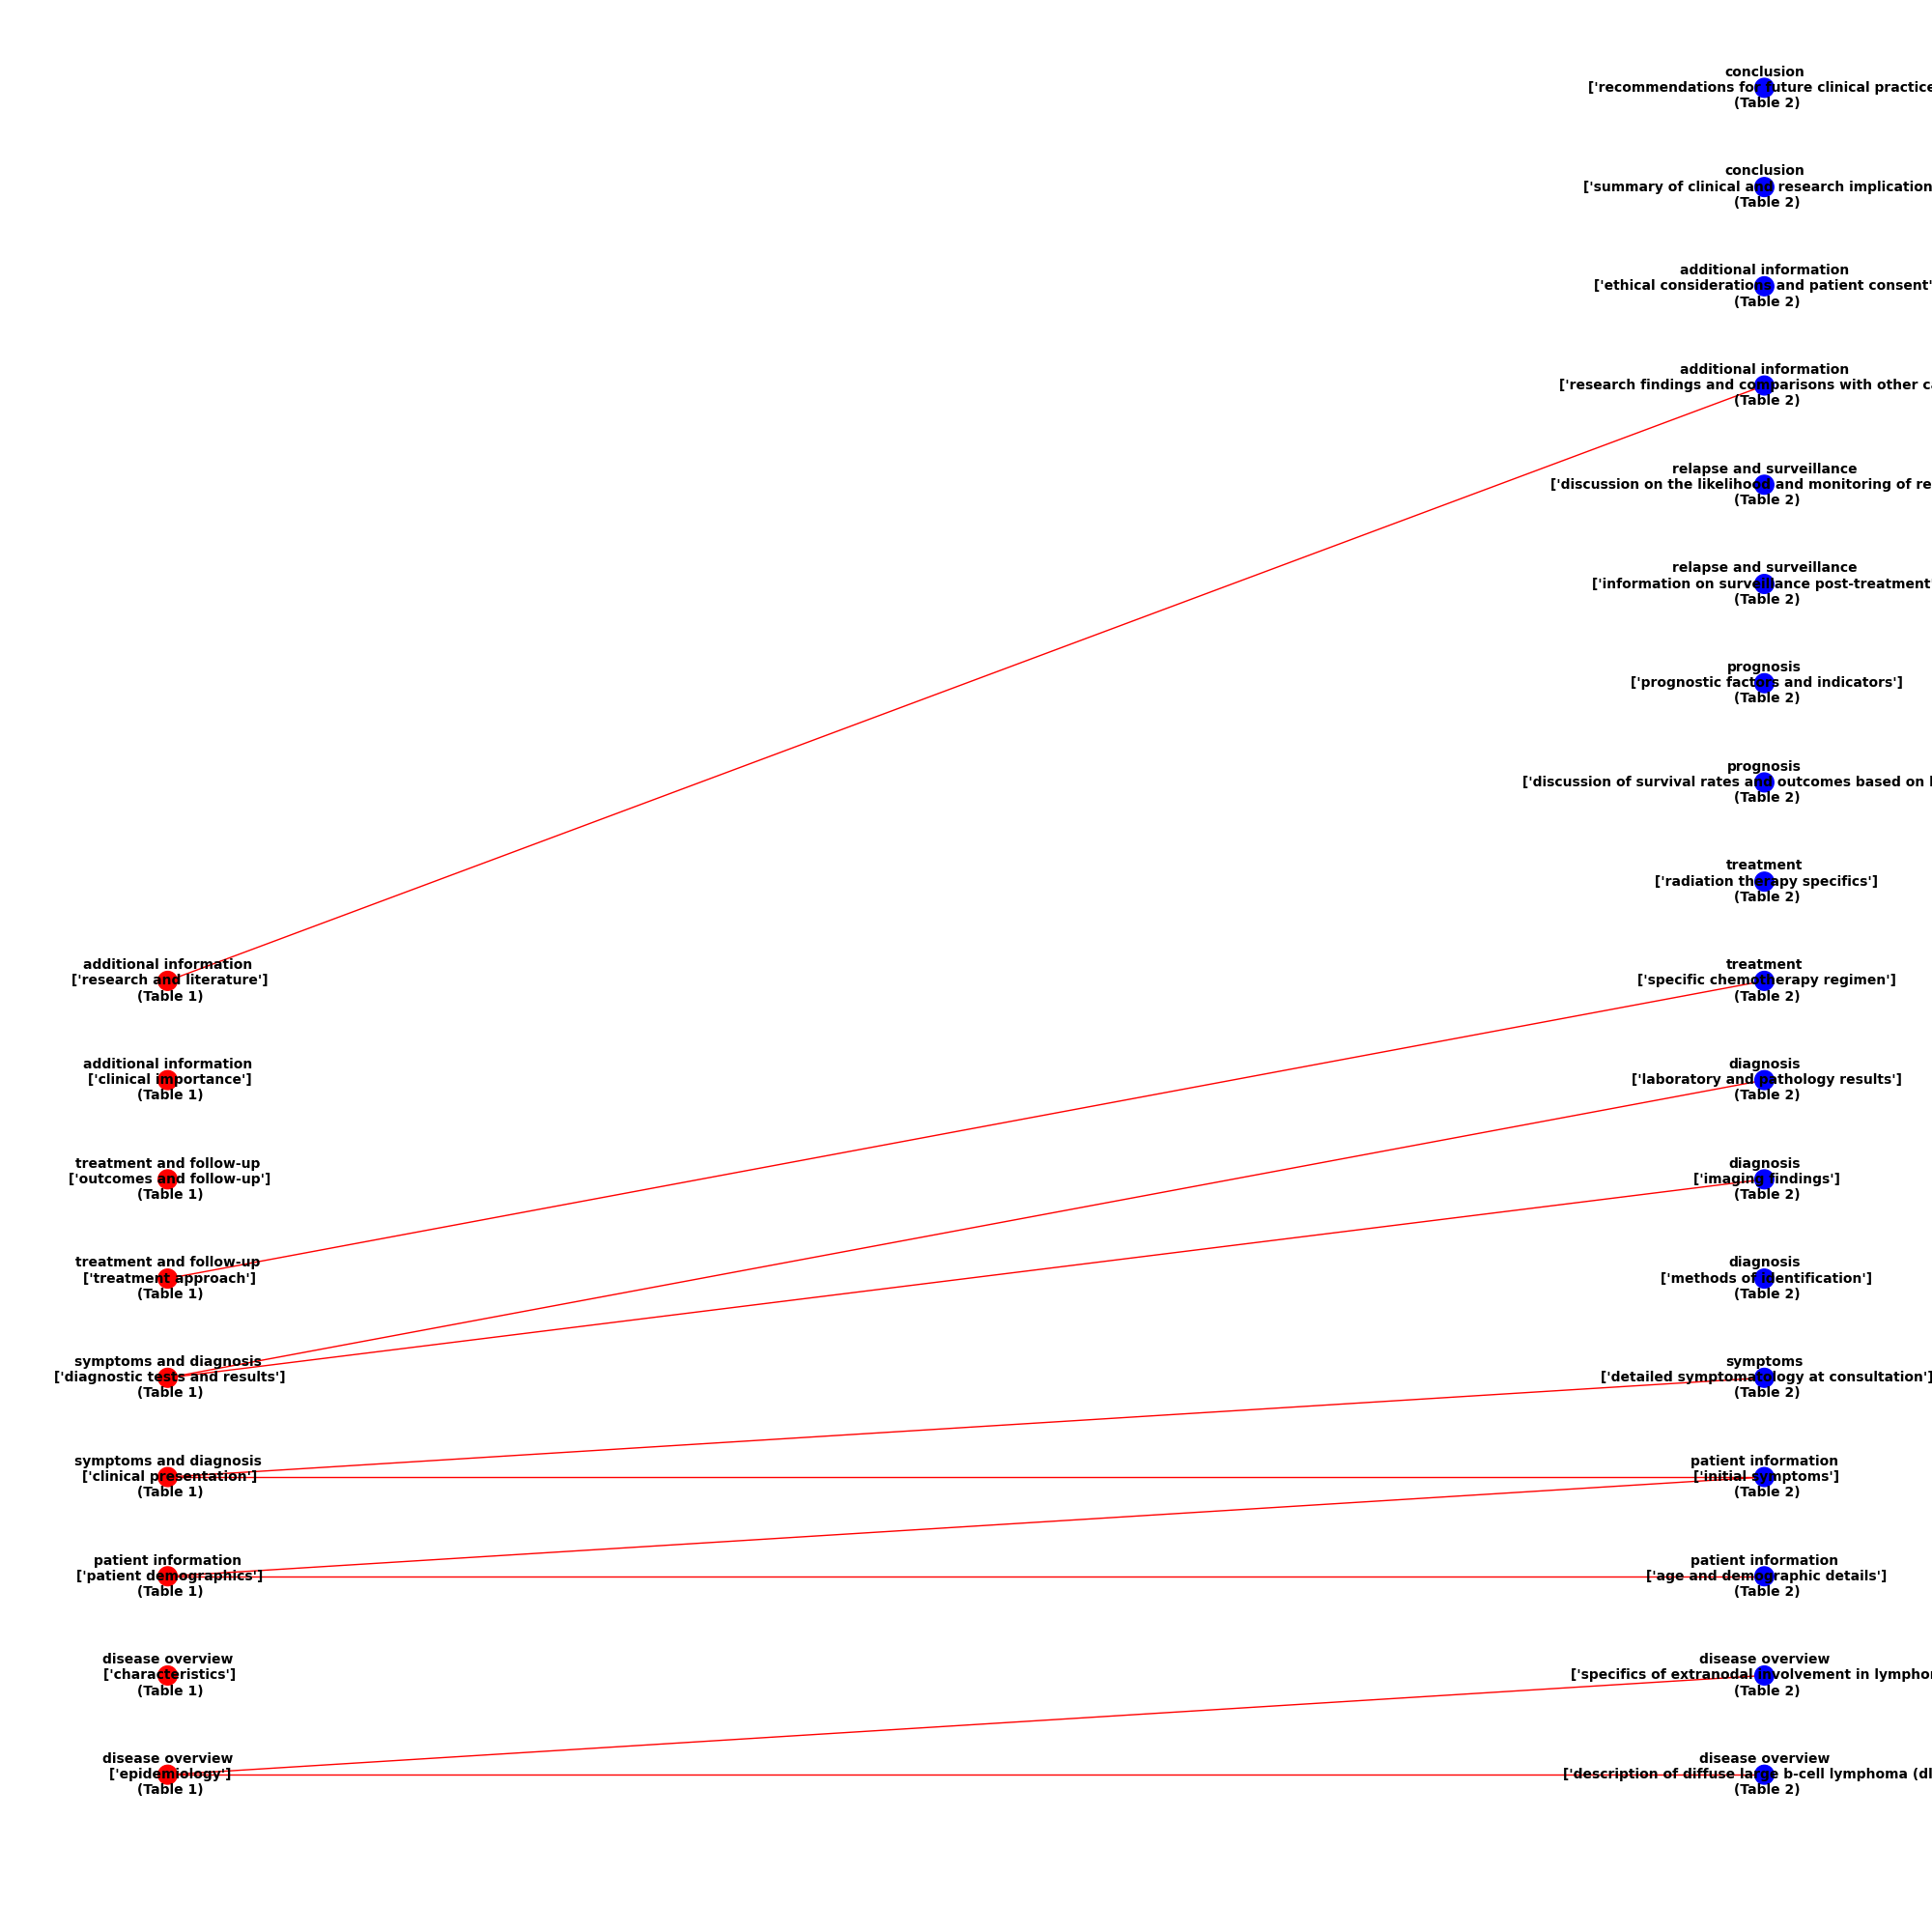 conclusion
['recommendations for future clinical practice
(Table 2)
conclusion
['summary of clinical and research implication
(Table 2)
additional information
['ethical considerations and patient consent'
(Table 2)
additional information
['research findings and comparisons with other ca
(Table 2)
relapse and surveillance
['discussion on the likelihood and monitoring of re
(Table 2)
relapse and surveillance
['information on surveillance post-treatment'
(Table 2)
prognosis
['prognostic factors and indicators']
(Table 2)
prognosis
['discussion of survival rates and outcomes based on
(Table 2)
treatment
['radiation therapy specifics']
(Table 2)
treatment
['specific chemotherapy regimen']
(Table 2)
diagnosis
['laboratory and pathology results']
(Table 2)
diagnosis
['imaging findings']
(Table 2)
diagnosis
['methods of identification']
(Table 2)
symptoms
['detailed symptomatology at consultation']
(Table 2)
patient information
['initial symptoms']
(Table 2)
patient information
['age and demographic details']
(Table 2)
disease overview
['specifics of extranodal involvement in lympho
(Table 2)
disease overview
['description of diffuse large b-cell lymphoma (dl
(Table 2)
additional information
['research and literature']
(Table 1)
additional information
['clinical importance']
(Table 1)
treatment and follow-up
['outcomes and follow-up']
(Table 1)
treatment and follow-up
['treatment approach']
(Table 1)
symptoms and diagnosis
['diagnostic tests and results']
(Table 1)
symptoms and diagnosis
['clinical presentation']
(Table 1)
patient information
['patient demographics']
(Table 1)
disease overview
['characteristics']
(Table 1)
disease overview
['epidemiology']
(Table 1)